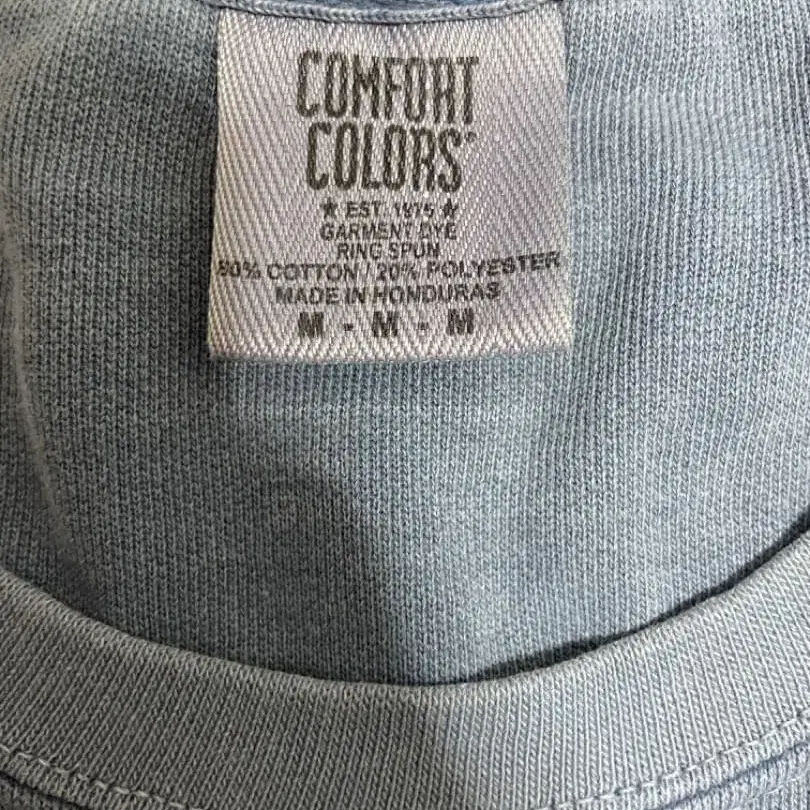 COMFORT
COLORS
★ EST. 1975 ★
GARMENT DYE
RING SPUN
80% COTTON / 20% POLYESTER
MADE IN HONDURAS
M - M - M